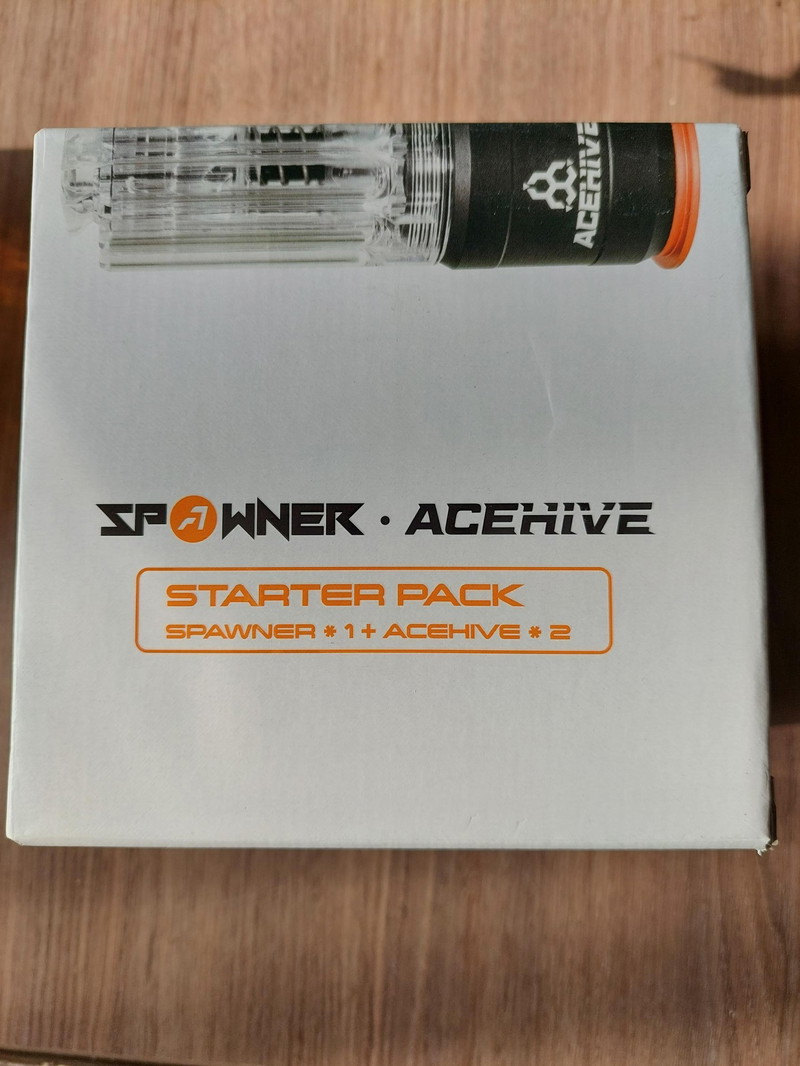 ACEHIVE
SPAWNER • ACEHIVE
STARTER PACK
SPAWNER * 1 + ACEHIVE * 2